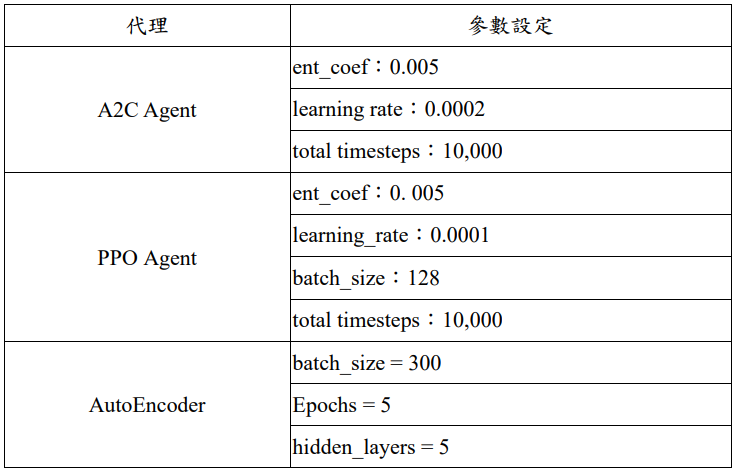 代理
參數設定
A2C Agent
ent_coef：0.005
learning rate：0.0002
total timesteps：10,000
PPO Agent
ent_coef：0. 005
learning_rate：0.0001
batch_size：128
total timesteps：10,000
AutoEncoder
batch_size = 300
Epochs = 5
hidden_layers = 5